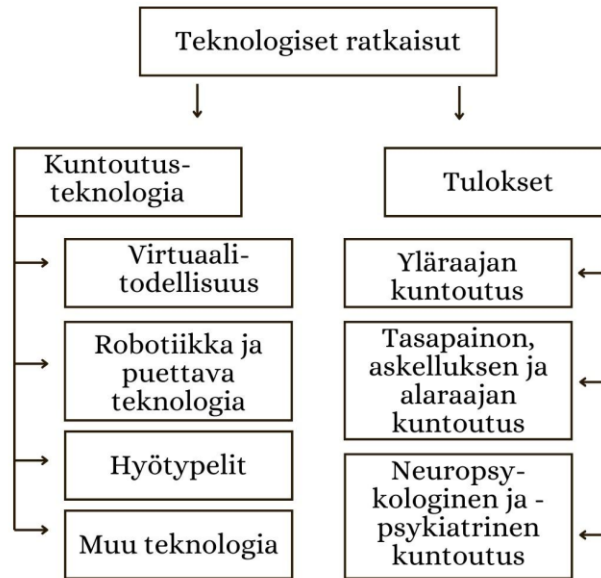 Teknologiset ratkaisut
Kuntoutus-
teknologia
Virtuaali-
todellisuus
Robotiikka ja
puettava
teknologia
Hyötypelit
Muu teknologia
Tulokset
Yläraajan
kuntoutus
Tasapainon,
askelluksen ja
alaraajan
kuntoutus
Neuropsy-
kologinen ja -
psykiatrinen
kuntoutus